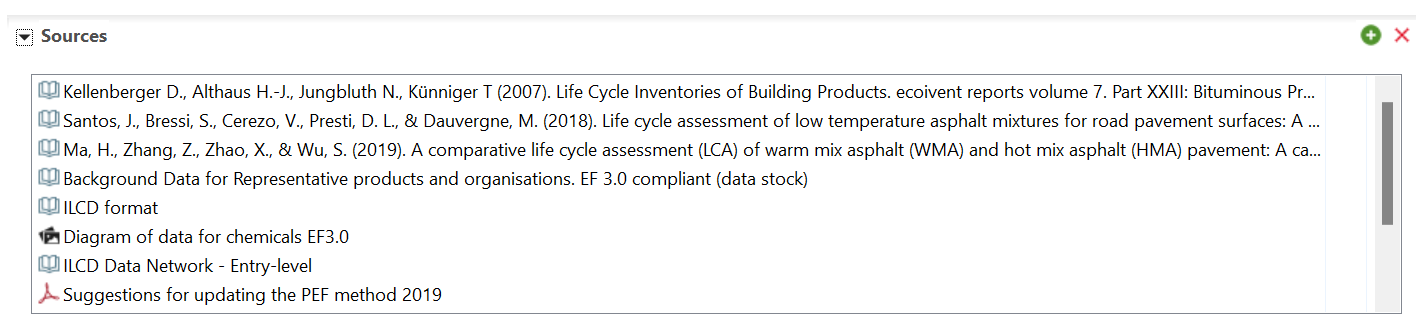 Sources
Kellenberger D., Althaus H.-J., Jungbluth N., Künniger T (2007). Life Cycle Inventories of Building Products. ecoivent reports volume 7. Part XXIII: Bituminous Pr...
Santos, J., Bressi, S., Cerezo, V., Presti, D. L., & Dauvergne, M. (2018). Life cycle assessment of low temperature asphalt mixtures for road pavement surfaces: A ...
Ma, H., Zhang, Z., Zhao, X., & Wu, S. (2019). A comparative life cycle assessment (LCA) of warm mix asphalt (WMA) and hot mix asphalt (HMA) pavement: A ca...
Background Data for Representative products and organisations. EF 3.0 compliant (data stock)
ILCD format
Diagram of data for chemicals EF3.0
ILCD Data Network - Entry-level
Suggestions for updating the PEF method 2019